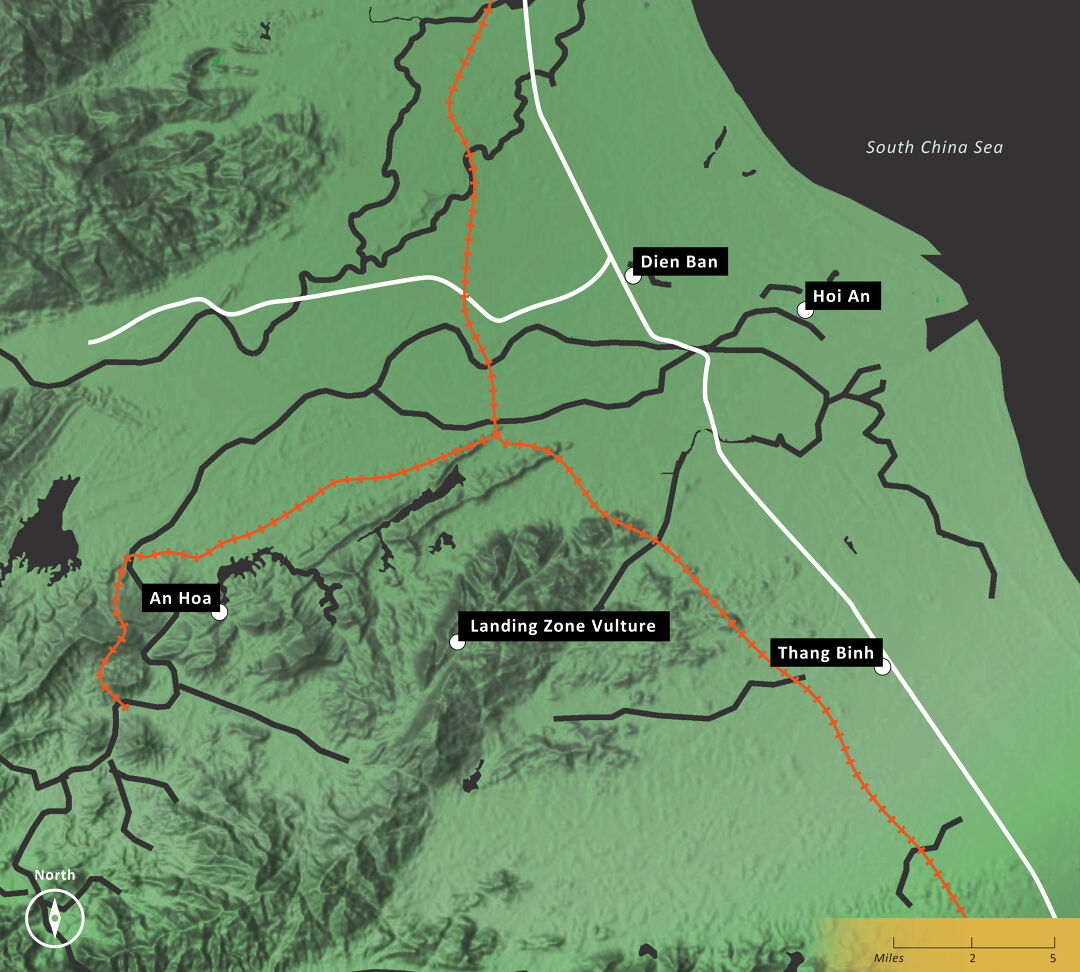 South China Sea
Dien Ban
Hoi An
An Hoa
Landing Zone Vulture
Thang Binh
North
Miles 2 5